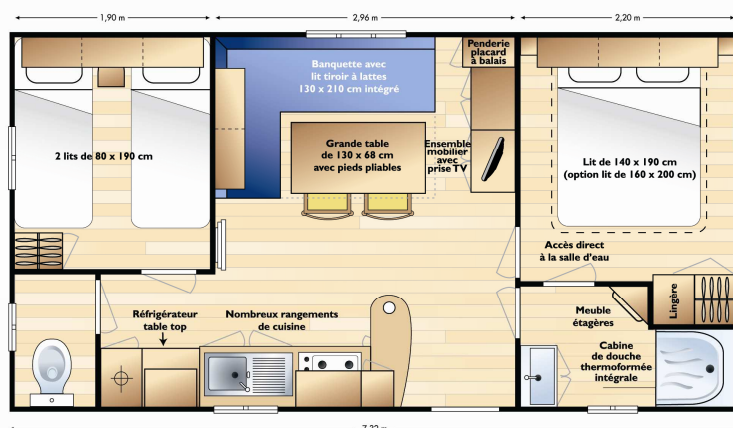 1,90 m
2,96 m
2,20 m
Banquette avec
lit tiroir à lattes
130 x 210 cm intégré
Penderie
placard
à balais
2 lits de 80 x 190 cm
Grande table
de 130 x 68 cm
avec pieds pliables
Ensemble
mobilier
avec
prise TV
Lit de 140 x 190 cm
(option lit de 160 x 200 cm)
Accès direct
à la salle d'eau
Réfrigérateur
table top
Nombreux rangements
de cuisine
Meuble
étagères
Lingère
Cabine
de douche
thermoformée
intégrale
7,32 m